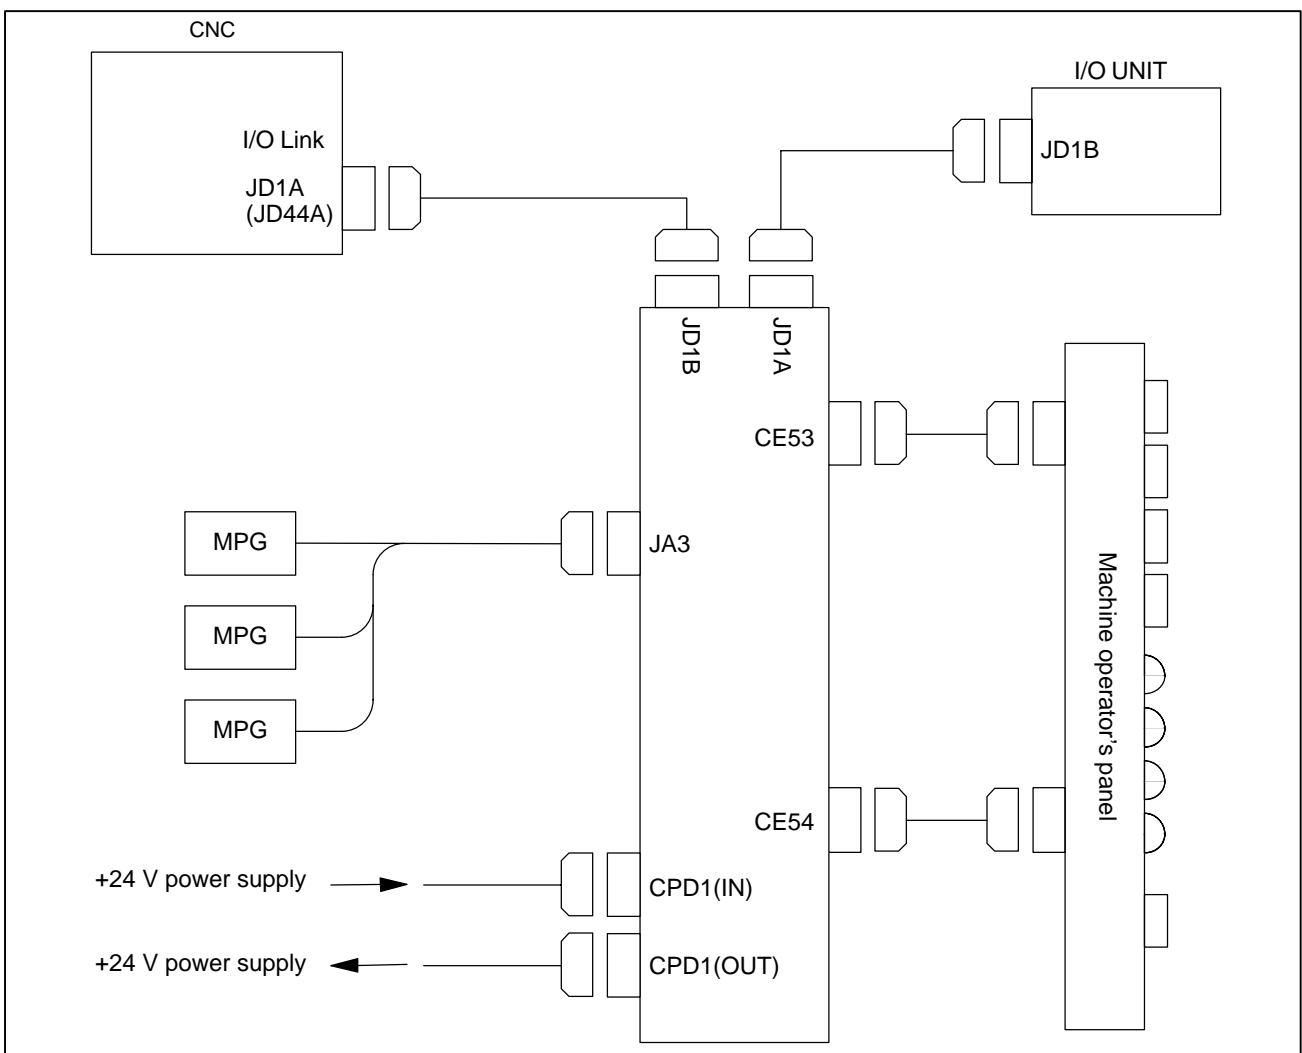 CNC
I/O UNIT
I/O Link
JD1B
JD1A
(JD44A)
JD1B
JD1A
CE53
MPG
JA3
MPG
MPG
Machine operator's panel
CE54
+24 V power supply
CPD1(IN)
+24 V power supply
CPD1(OUT)